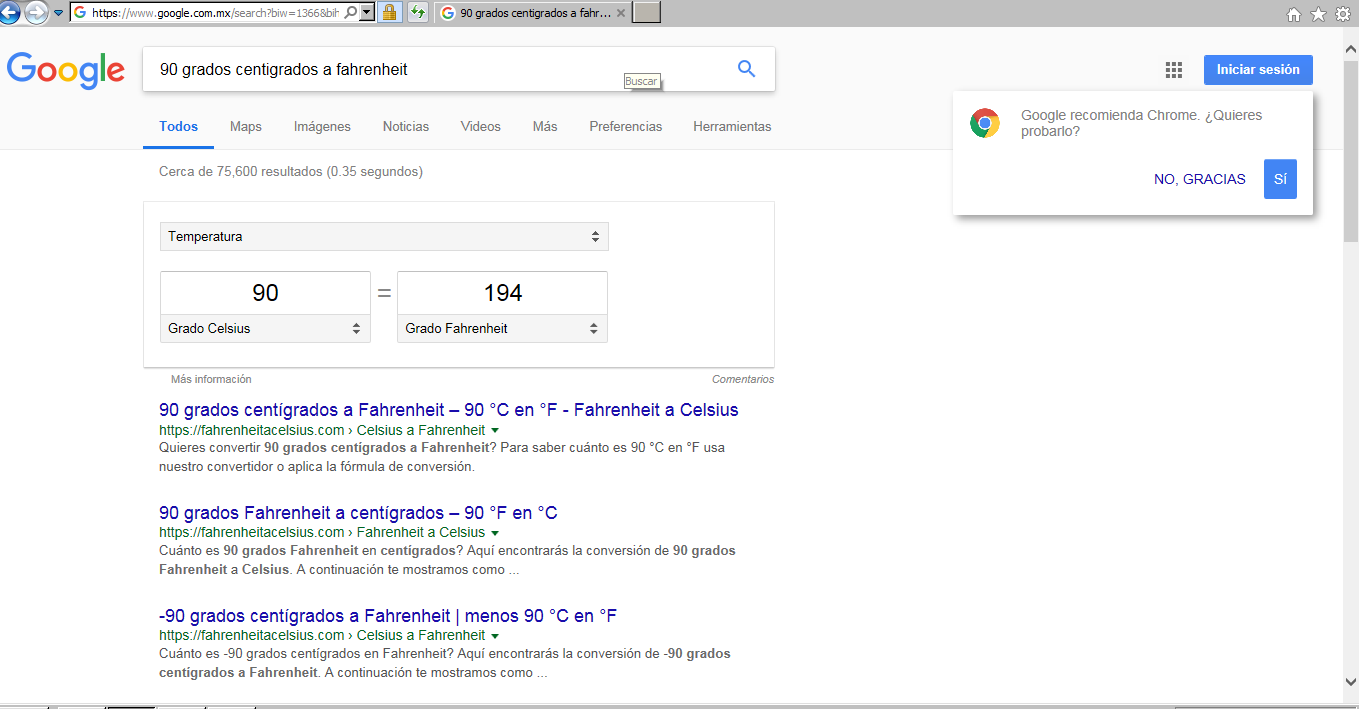 https://www.google.com.mx/search?biw=1366&bih
90 grados centigrados a fahr...
Google
90 grados centigrados a fahrenheit
Buscar
Iniciar sesión
Google recomienda Chrome. ¿Quieres
probarlo?
NO, GRACIAS
SÍ
Todos
Maps
Imágenes
Noticias
Videos
Más
Preferencias
Herramientas
Cerca de 75,600 resultados (0.35 segundos)
Temperatura
90 = 194
Grado Celsius
Grado Fahrenheit
Más información
Comentarios
90 grados centígrados a Fahrenheit – 90 °C en °F - Fahrenheit a Celsius
https://fahrenheitacelsius.com › Celsius a Fahrenheit
Quieres convertir 90 grados centígrados a Fahrenheit? Para saber cuánto es 90 °C en °F usa
nuestro convertidor o aplica la fórmula de conversión.
90 grados Fahrenheit a centígrados – 90 °F en °C
https://fahrenheitacelsius.com › Fahrenheit a Celsius
Cuánto es 90 grados Fahrenheit en centígrados? Aquí encontrarás la conversión de 90 grados
Fahrenheit a Celsius. A continuación te mostramos como ...
-90 grados centígrados a Fahrenheit | menos 90 °C en °F
https://fahrenheitacelsius.com › Celsius a Fahrenheit
Cuánto es -90 grados centígrados en Fahrenheit? Aquí encontrarás la conversión de -90 grados
centígrados a Fahrenheit. A continuación te mostramos como ...